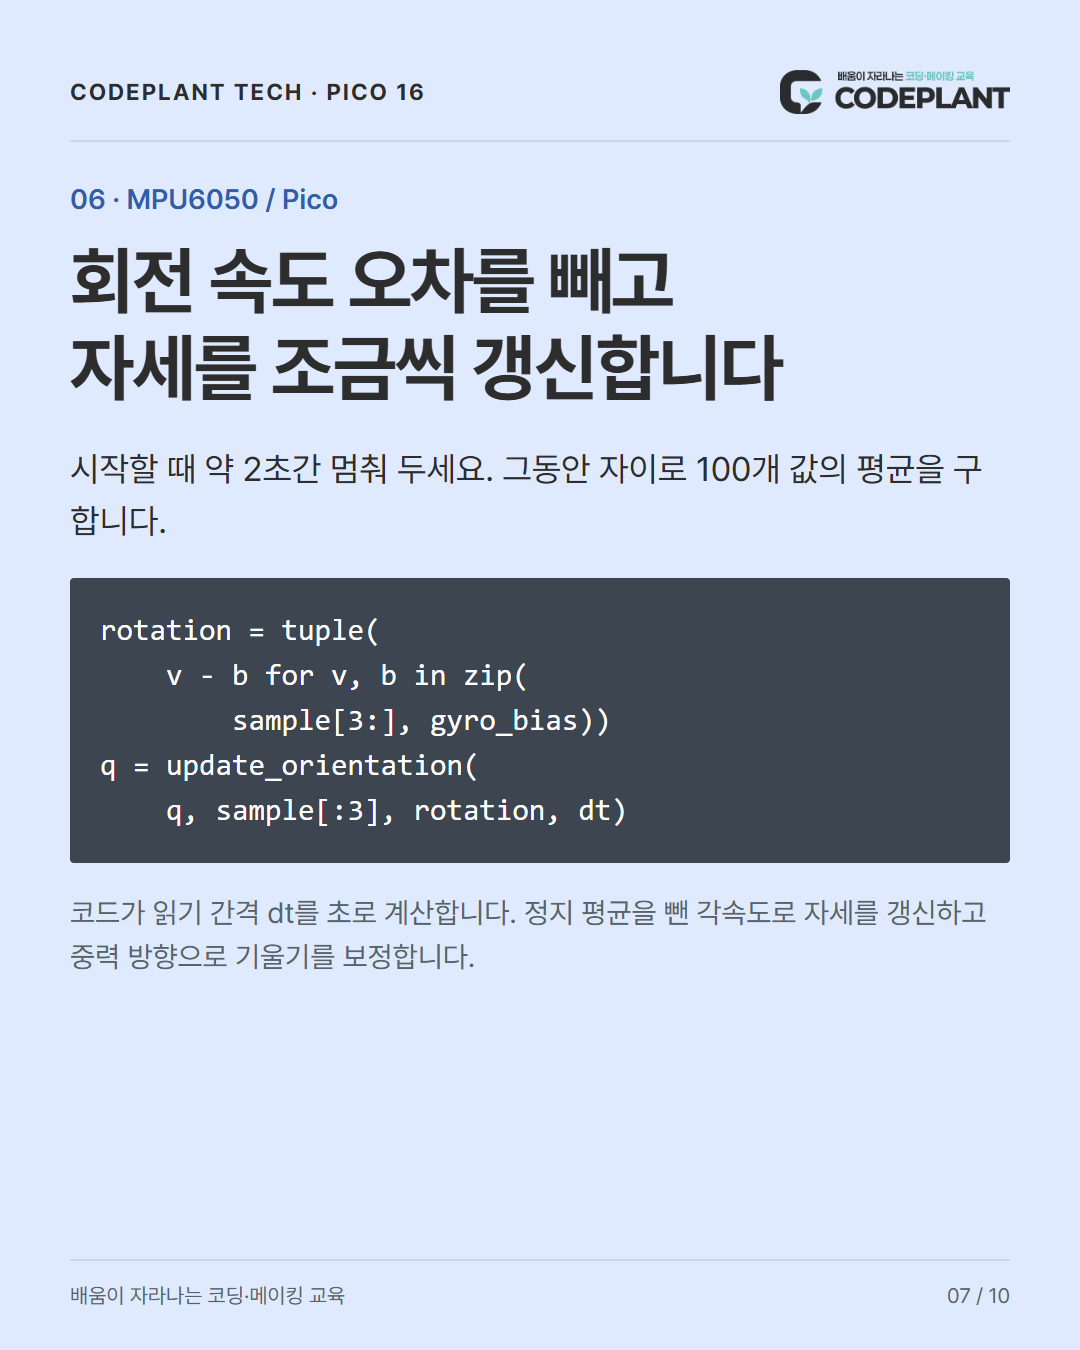 CODEPLANT TECH · PICO 16
배움이 자라나는 코딩·메이킹 교육
CODEPLANT
06 · MPU6050 / Pico
회전 속도 오차를 빼고
자세를 조금씩 갱신합니다
시작할 때 약 2초간 멈춰 두세요. 그동안 자이로 100개 값의 평균을 구
합니다.
rotation = tuple(
    v - b for v, b in zip(
        sample[3:], gyro_bias))
q = update_orientation(
    q, sample[:3], rotation, dt)
코드가 읽기 간격 dt를 초로 계산합니다. 정지 평균을 뺀 각속도로 자세를 갱신하고
중력 방향으로 기울기를 보정합니다.
배움이 자라나는 코딩·메이킹 교육
07 / 10